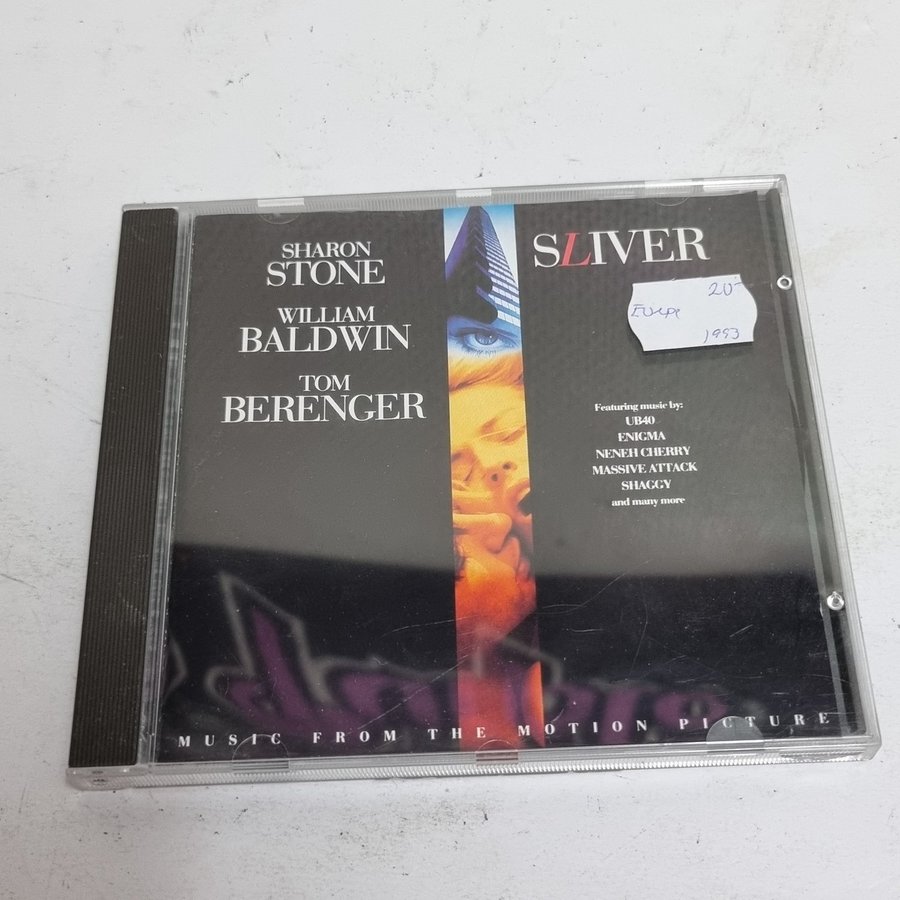 SHARON
STONE
WILLIAM
BALDWIN
TOM
BERENGER
SLIVER
20-
Europe
1993
Featuring music by:
UB40
ENIGMA
NENEH CHERRY
MASSIVE ATTACK
SHAGGY
and many more
MUSIC FROM THE MOTION PICTURE